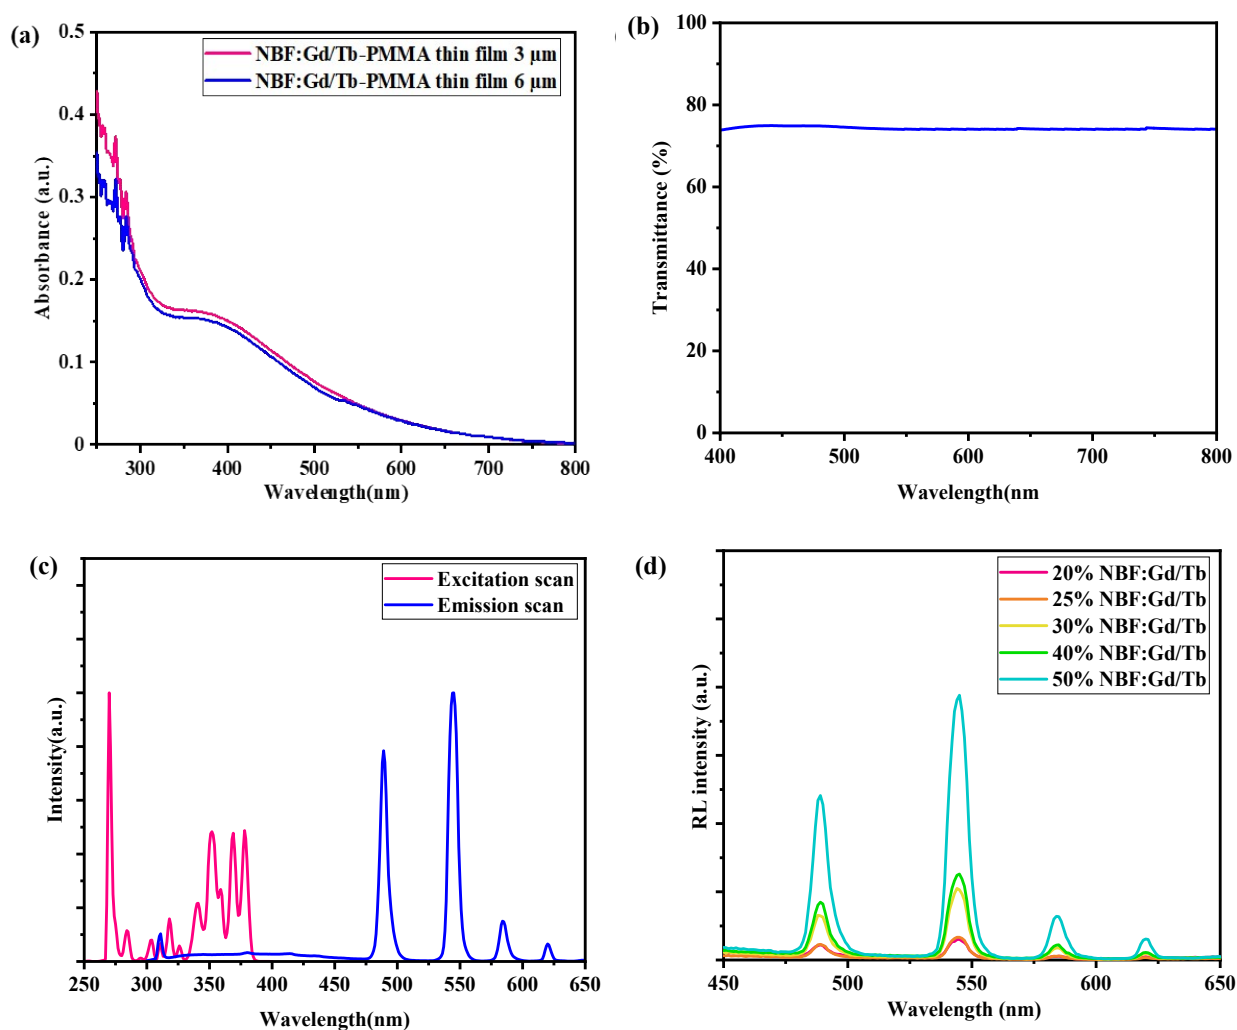 (a)
0.5
0.4
0.3
0.2
0.1
0
Absorbance (a.u.)
NBF:Gd/Tb-PMMA thin film 3 µm
NBF:Gd/Tb-PMMA thin film 6 µm
300 400 500 600 700 800
Wavelength(nm)
(b)
100
80
60
40
20
0
Transmittance (%)
400 500 600 700 800
Wavelength(nm
(c)
Intensity(a.u.)
Excitation scan
Emission scan
250 300 350 400 450 500 550 600 650
Wavelength(nm)
(d)
RL intensity (a.u.)
20% NBF:Gd/Tb
25% NBF:Gd/Tb
30% NBF:Gd/Tb
40% NBF:Gd/Tb
50% NBF:Gd/Tb
450 500 550 600 650
Wavelength (nm)